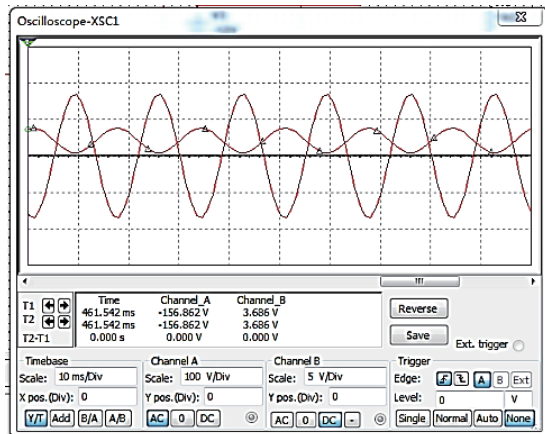 Oscilloscope-XSC1
Time Channel_A Channel_B
T1 461.542 ms -156.862 V 3.686 V
T2 461.542 ms -156.862 V 3.686 V
T2-T1 0.000 s 0.000 V 0.000 V
Reverse
Save
Ext. trigger
Timebase
Scale: 10 ms/Div
X pos.(Div): 0
Y/T Add B/A A/B
Channel A
Scale: 100 V/Div
Y pos.(Div): 0
AC 0 DC
Channel B
Scale: 5 V/Div
Y pos.(Div): 0
AC 0 DC -
Trigger
Edge: A B Ext
Level: 0 V
Single Normal Auto None